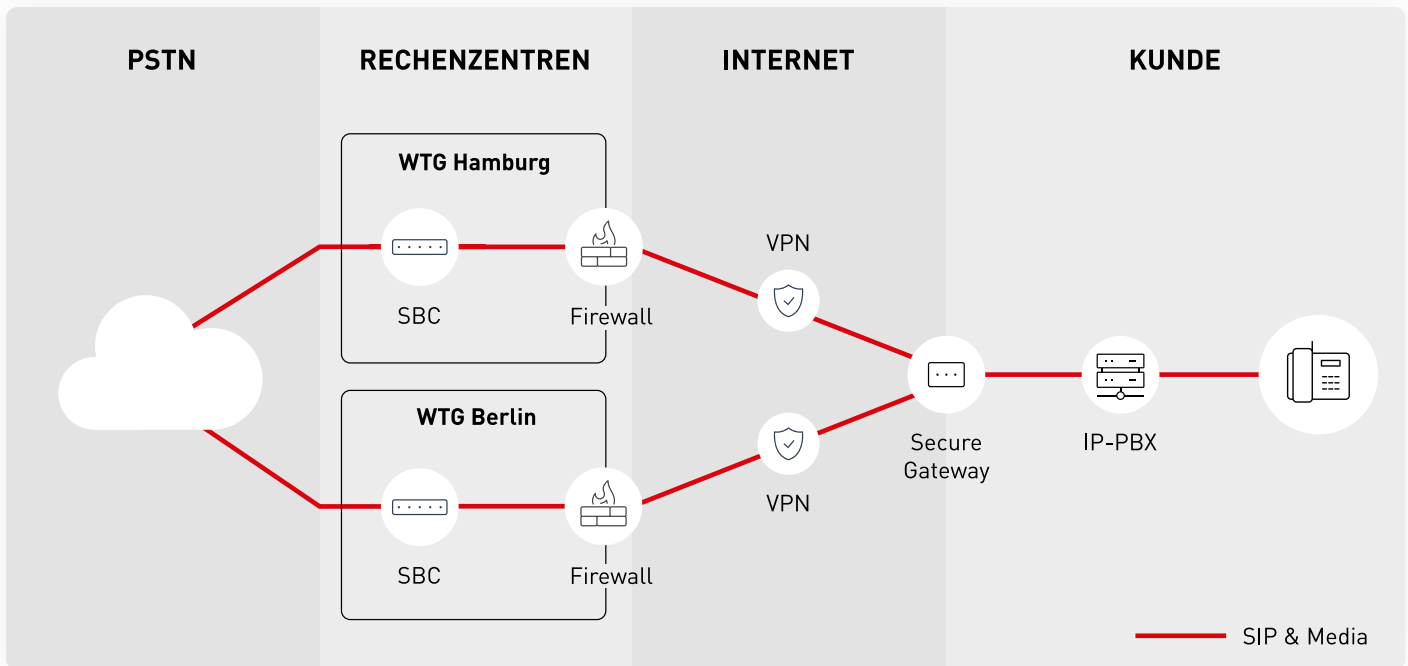 PSTN
RECHENZENTREN
INTERNET
KUNDE
WTG Hamburg
SBC
Firewall
VPN
WTG Berlin
SBC
Firewall
VPN
Secure
Gateway
IP-PBX
SIP & Media